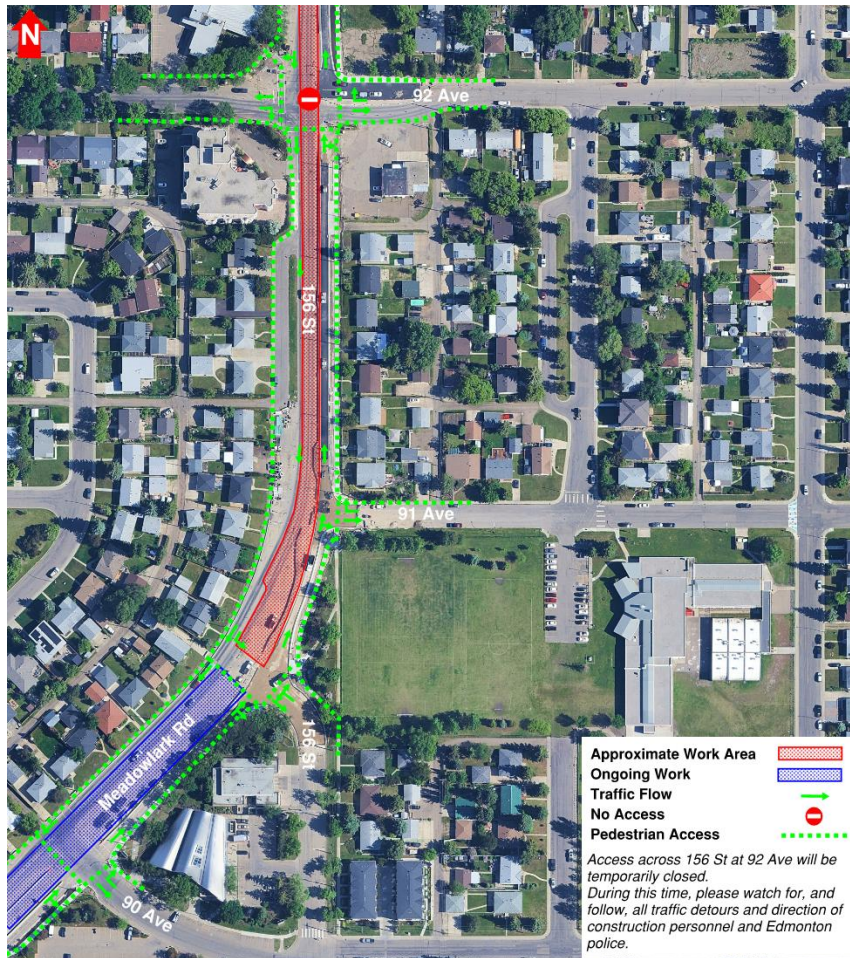 N
92 Ave
156 St
91 Ave
156 St
Meadowlark Rd
90 Ave
Approximate Work Area
Ongoing Work
Traffic Flow
No Access
Pedestrian Access
Access across 156 St at 92 Ave will be
temporarily closed.
During this time, please watch for, and
follow, all traffic detours and direction of
construction personnel and Edmonton
police.